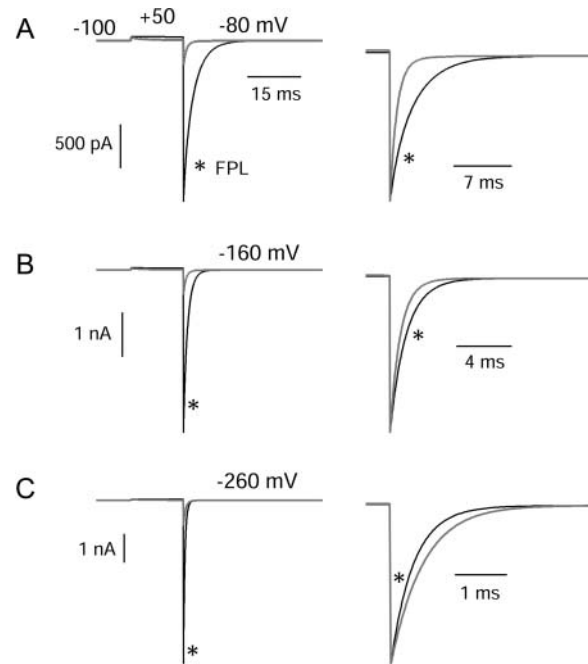 A
-100
+50
-80 mV
15 ms
500 pA
* FPL
*
7 ms
B
-160 mV
1 nA
*
*
4 ms
C
-260 mV
1 nA
*
*
1 ms